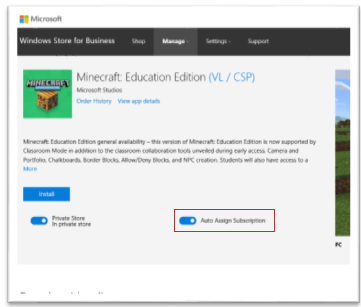 Microsoft
Windows Store for Business Shop Manage Settings Support
MINECRAFT
Minecraft: Education Edition (VL / CSP)
Microsoft Studios
Order History View app details
Minecraft: Education Edition general availability – this version of Minecraft: Education Edition is now supported by
Classroom Mode in addition to the classroom collaboration tools unveiled during early access. Camera and
Portfolio, Chalkboards, Border Blocks, Allow/Deny Blocks, and NPC creation. Students will also have access to a
More
Install
Private Store
In private store
Auto Assign Subscription
PC